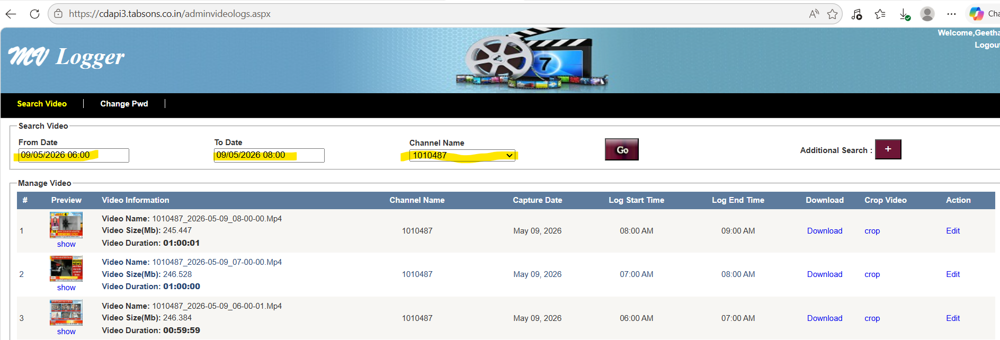 https://cdapi3.tabsons.co.in/adminvideologs.aspx
Welcome,Geetha
Logout
MV Logger
7
Search Video | Change Pwd |
Search Video
From Date To Date Channel Name
09/05/2026 06:00 09/05/2026 08:00 1010487 Go Additional Search : +
Manage Video
# Preview Video Information Channel Name Capture Date Log Start Time Log End Time Download Crop Video Action
Video Name: 1010487_2026-05-09_08-00-00.Mp4
1 Video Size(Mb): 245.447 1010487 May 09, 2026 08:00 AM 09:00 AM Download crop Edit
show Video Duration: 01:00:01
Video Name: 1010487_2026-05-09_07-00-00.Mp4
2 Video Size(Mb): 246.528 1010487 May 09, 2026 07:00 AM 08:00 AM Download crop Edit
show Video Duration: 01:00:00
Video Name: 1010487_2026-05-09_06-00-01.Mp4
3 Video Size(Mb): 246.384 1010487 May 09, 2026 06:00 AM 07:00 AM Download crop Edit
show Video Duration: 00:59:59